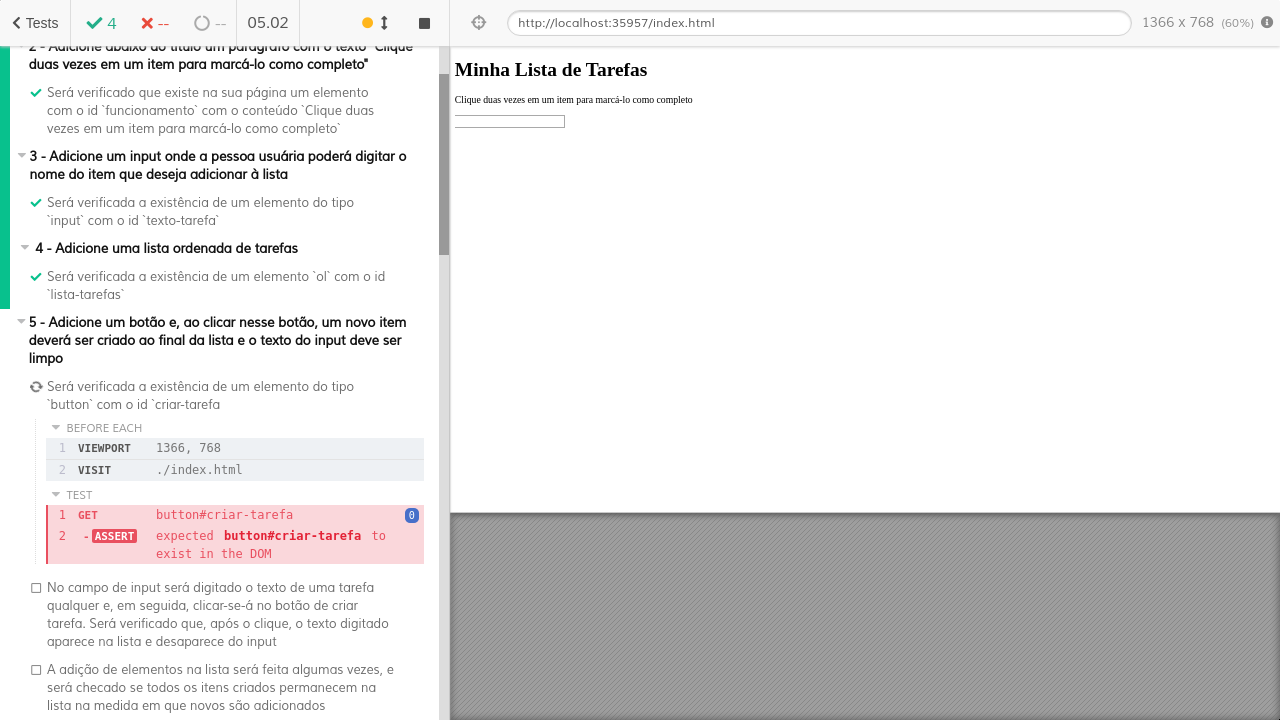 Tests
4
--
--
05.02
http://localhost:35957/index.html
1366 x 768 (60%)
2 - Adicione abaixo do título um parágrafo com o texto "Clique
duas vezes em um item para marcá-lo como completo"
Será verificado que existe na sua página um elemento
com o id `funcionamento` com o conteúdo `Clique duas
vezes em um item para marcá-lo como completo`
3 - Adicione um input onde a pessoa usuária poderá digitar o
nome do item que deseja adicionar à lista
Será verificada a existência de um elemento do tipo
`input` com o id `texto-tarefa`
4 - Adicione uma lista ordenada de tarefas
Será verificada a existência de um elemento `ol` com o id
`lista-tarefas`
5 - Adicione um botão e, ao clicar nesse botão, um novo item
deverá ser criado ao final da lista e o texto do input deve ser
limpo
Será verificada a existência de um elemento do tipo
`button` com o id `criar-tarefa
BEFORE EACH
1 VIEWPORT 1366, 768
2 VISIT ./index.html
TEST
1 GET button#criar-tarefa 0
2 -ASSERT expected button#criar-tarefa to
exist in the DOM
No campo de input será digitado o texto de uma tarefa
qualquer e, em seguida, clicar-se-á no botão de criar
tarefa. Será verificado que, após o clique, o texto digitado
aparece na lista e desaparece do input
A adição de elementos na lista será feita algumas vezes, e
será checado se todos os itens criados permanecem na
lista na medida em que novos são adicionados
Minha Lista de Tarefas
Clique duas vezes em um item para marcá-lo como completo